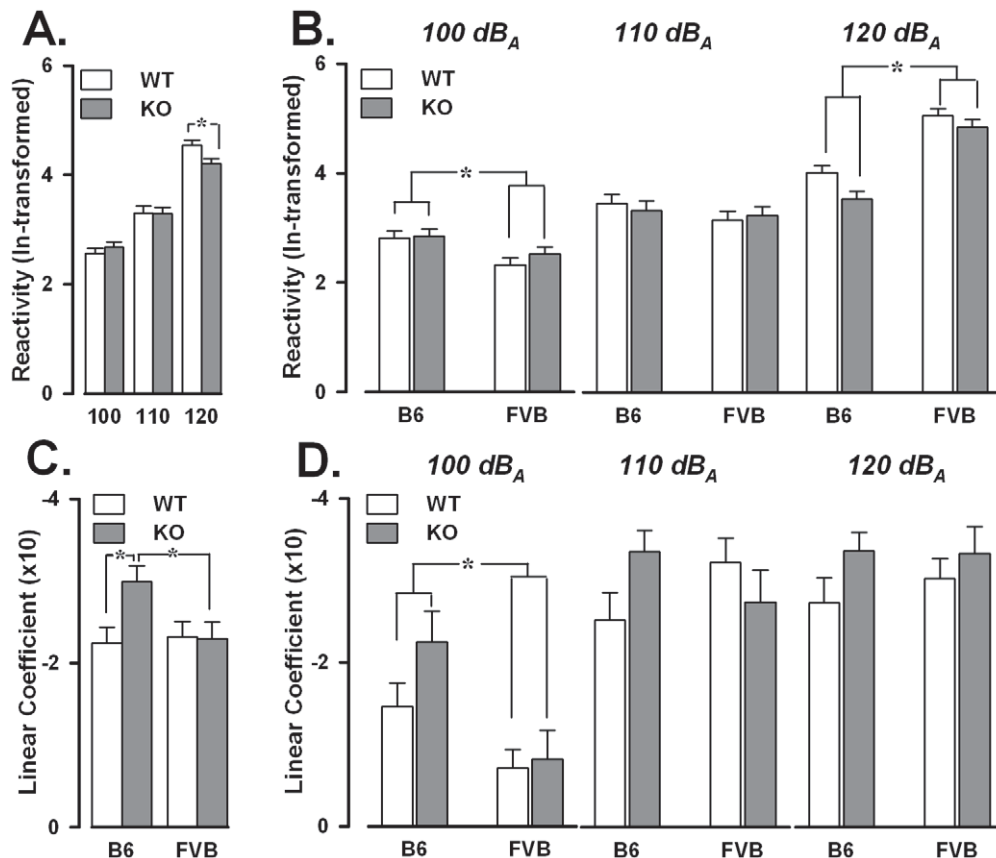 A.
WT
KO
Reactivity (ln-transformed)
6
4
2
0
*
100 110 120
B.
100 dBA 110 dBA 120 dBA
WT
KO
Reactivity (ln-transformed)
6
4
2
0
*
*
B6 FVB B6 FVB B6 FVB
C.
WT
KO
Linear Coefficient (x10)
-4
-2
0
* *
B6 FVB
D.
100 dBA 110 dBA 120 dBA
WT
KO
Linear Coefficient (x10)
-4
-2
0
*
B6 FVB B6 FVB B6 FVB